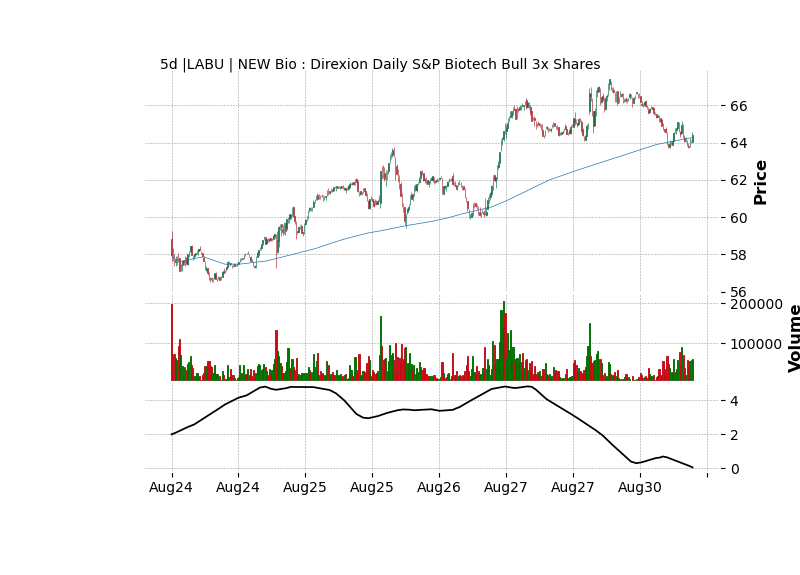 5d |LABU | NEW Bio : Direxion Daily S&P Biotech Bull 3x Shares
66
64
62
60
58
56
Price
200000
100000
Volume
4
2
0
Aug24 Aug24 Aug25 Aug25 Aug26 Aug27 Aug27 Aug30